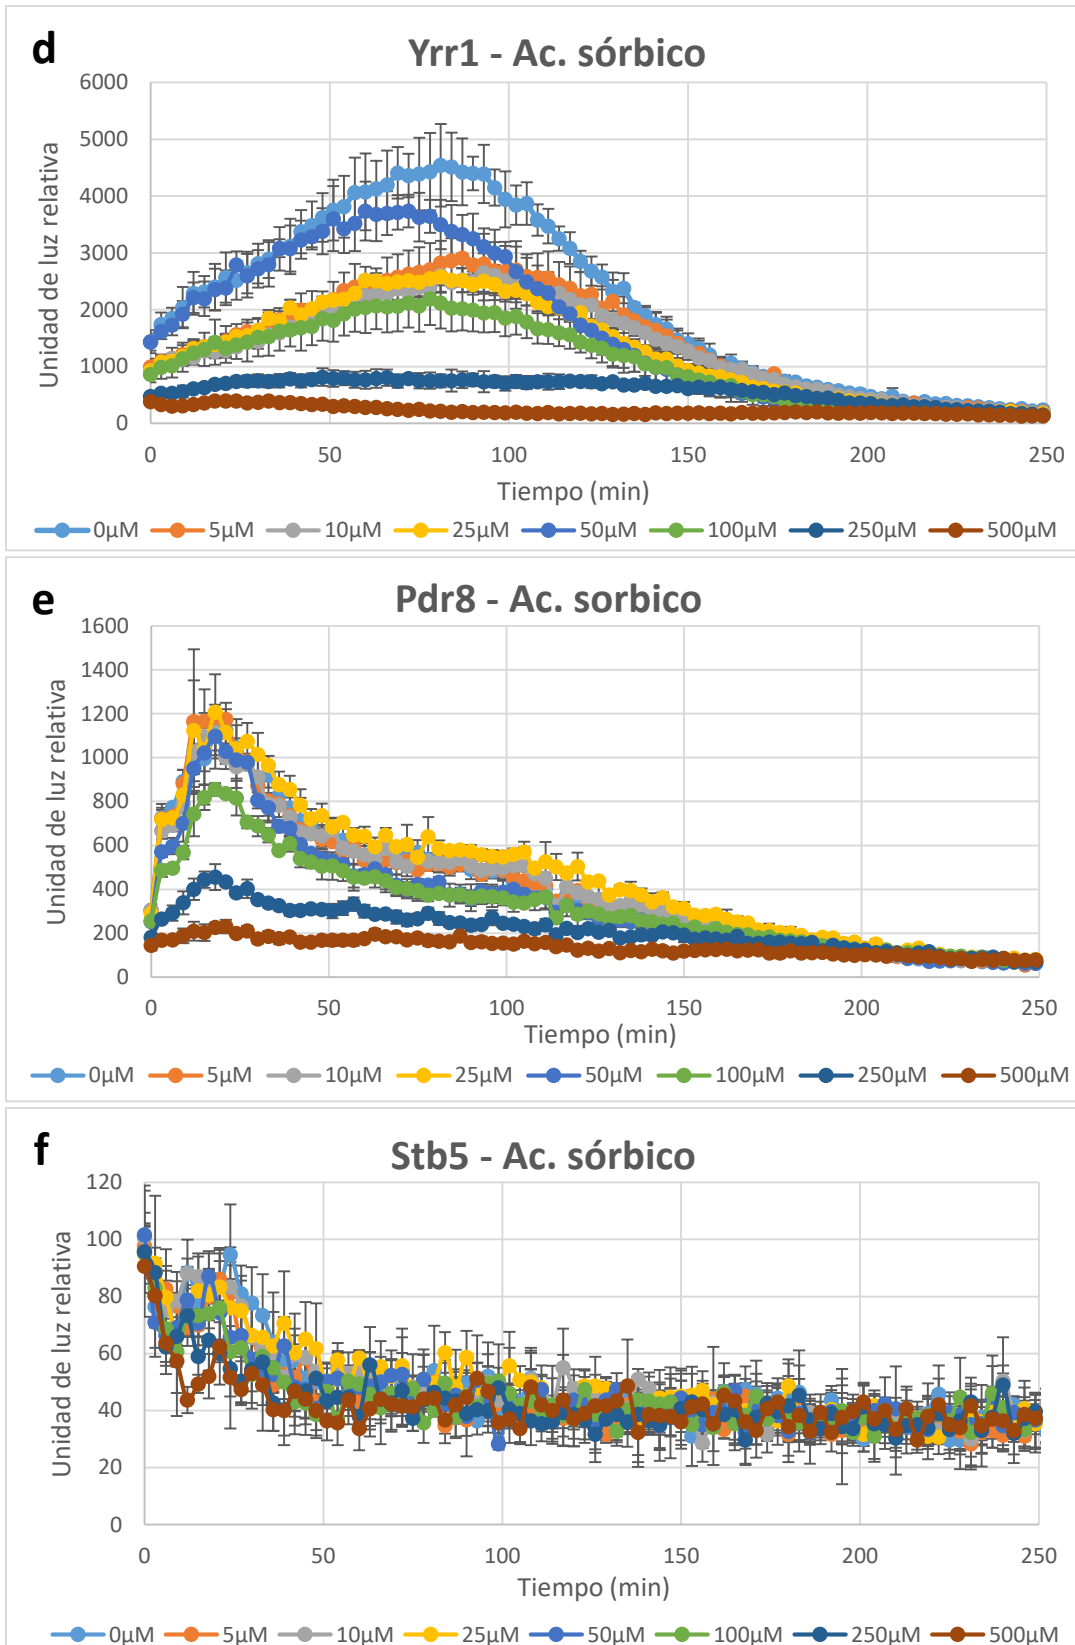 d
Yrr1 - Ac. sórbico
Unidad de luz relativa
6000
5000
4000
3000
2000
1000
0
0 50 100 150 200 250
Tiempo (min)
0µM 5µM 10µM 25µM 50µM 100µM 250µM 500µM
e
Pdr8 - Ac. sorbico
Unidad de luz relativa
1600
1400
1200
1000
800
600
400
200
0
0 50 100 150 200 250
Tiempo (min)
0µM 5µM 10µM 25µM 50µM 100µM 250µM 500µM
f
Stb5 - Ac. sórbico
Unidad de luz relativa
120
100
80
60
40
20
0
0 50 100 150 200 250
Tiempo (min)
0µM 5µM 10µM 25µM 50µM 100µM 250µM 500µM